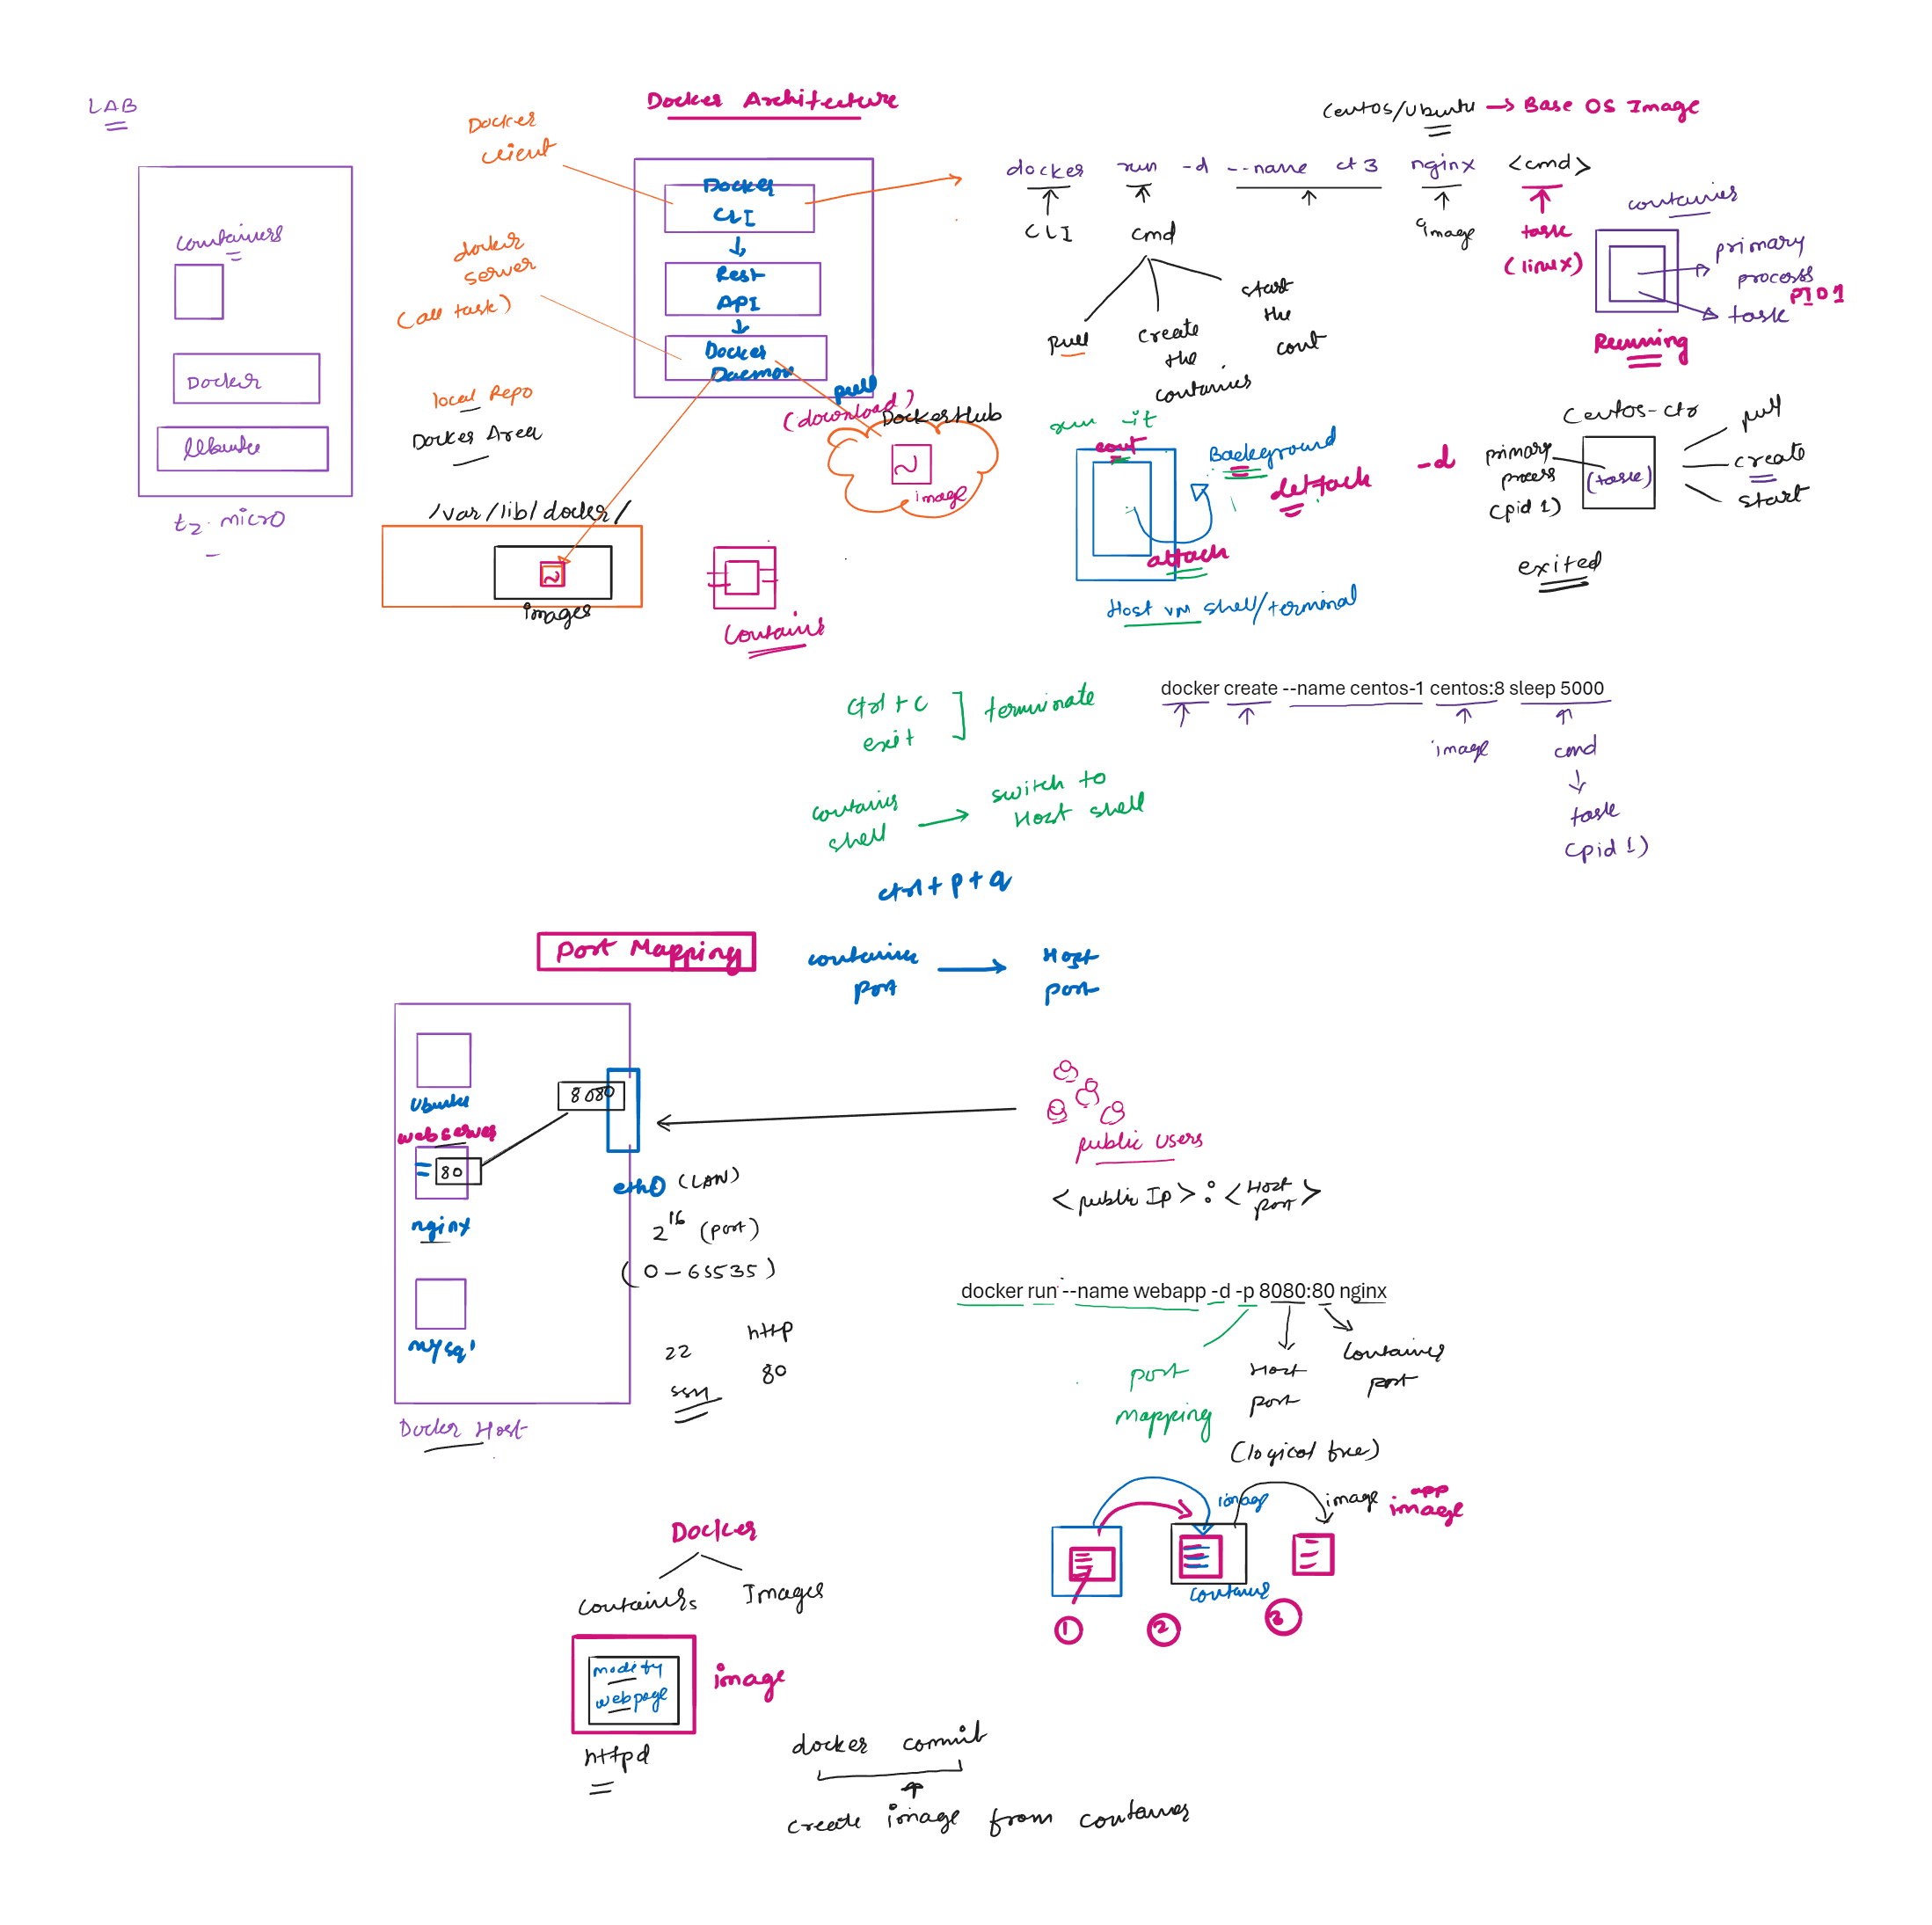 LAB
Containers
Docker
Ubuntu
t2.micro
Docker Architecture
Docker
client
docker
server
(all task)
Docker
CLI
Rest
API
Docker
Daemon
local Repo
Docker Area
/var/lib/docker/
images
pull
(download)
DockerHub
image
Container
Centos/Ubuntu → Base OS Image
docker run -d --name ct3 nginx <cmd>
CLI
cmd
image
task
(linux)
Pull
Create
the
container
start
the
cont
container
primary
process
PID1
task
Running
run -it
cont
Background
dettach
attach
Host vm shell/terminal
-d
Centos-ctr
primary
process
(pid 1)
(task)
pull
create
start
exited
Ctrl + C
exit
terminate
container
shell
switch to
Host shell
ctrl + p + q
docker create --name centos-1 centos:8 sleep 5000
image
cmd
task
(pid 1)
Port Mapping
container
port
Host
port
Ubuntu
webserver
80
nginx
mysql
8080
eth0 (LAN)
2^16 (port)
(0 - 65535)
22
ssh
http
80
Docker Host
public users
<public Ip> : <Host
port>
docker run --name webapp -d -p 8080:80 nginx
port
mapping
Host
port
Container
port
image
image
app
image
container
1
2
3
Docker
Containers
Images
modify
webpage
image
httpd
docker commit
create image from container